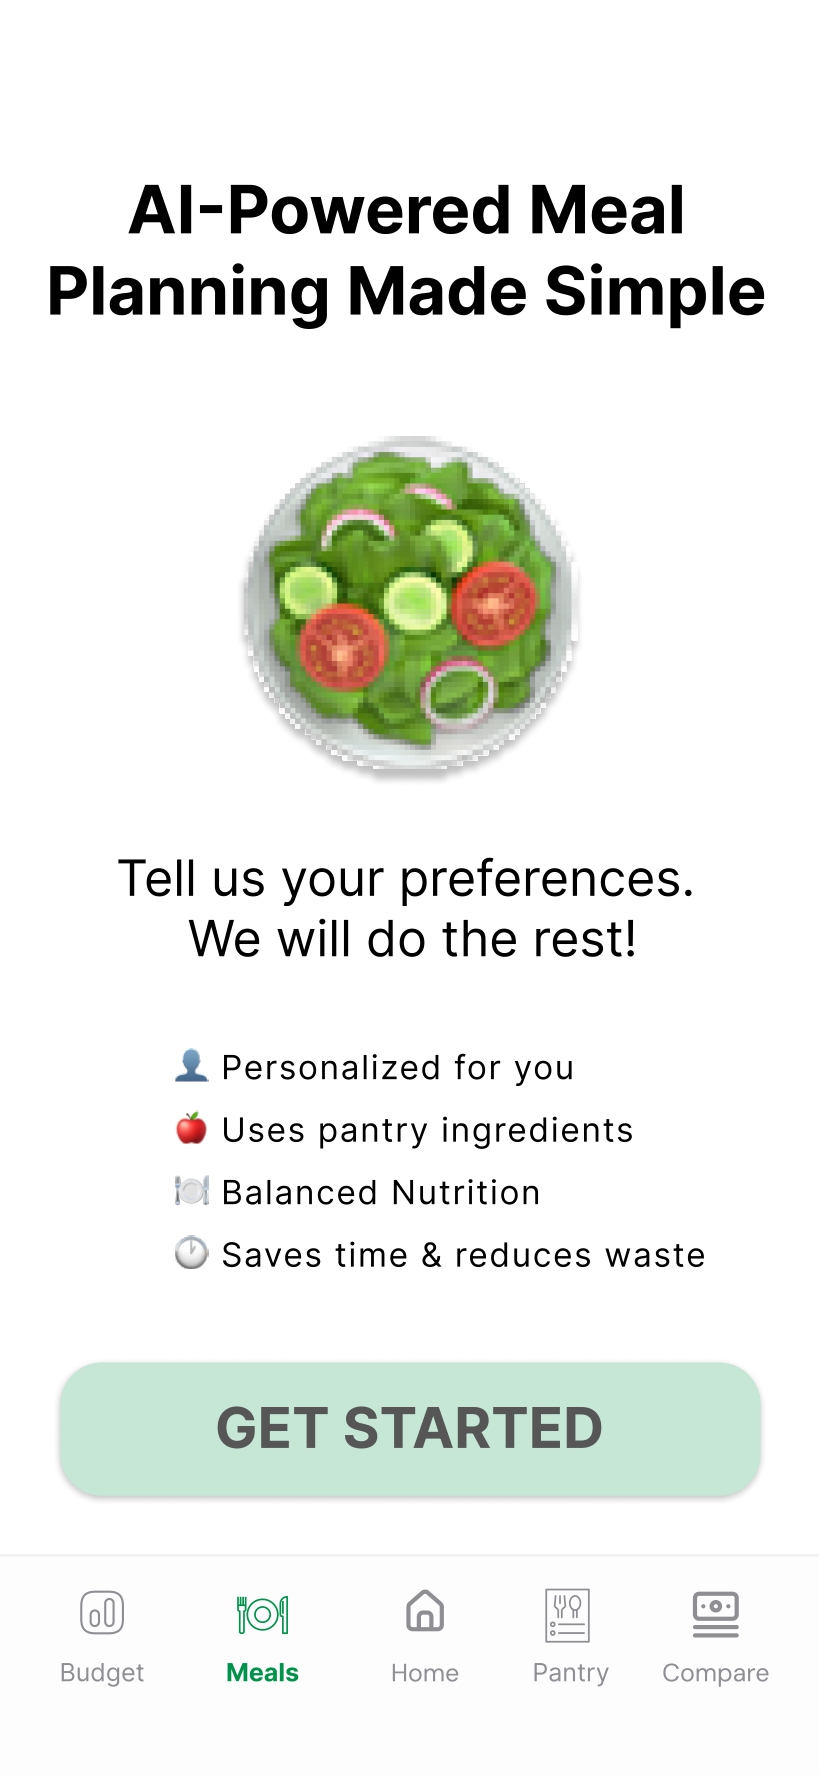 AI-Powered Meal
Planning Made Simple
Tell us your preferences.
We will do the rest!
Personalized for you
Uses pantry ingredients
Balanced Nutrition
Saves time & reduces waste
GET STARTED
Budget
Meals
Home
Pantry
Compare